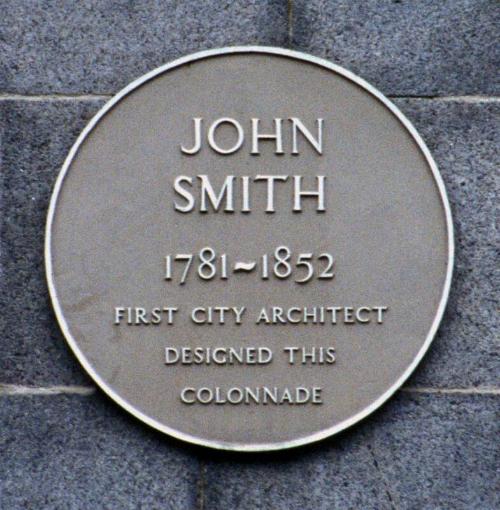 JOHN
SMITH
1781~1852
FIRST CITY ARCHITECT
DESIGNED THIS
COLONNADE